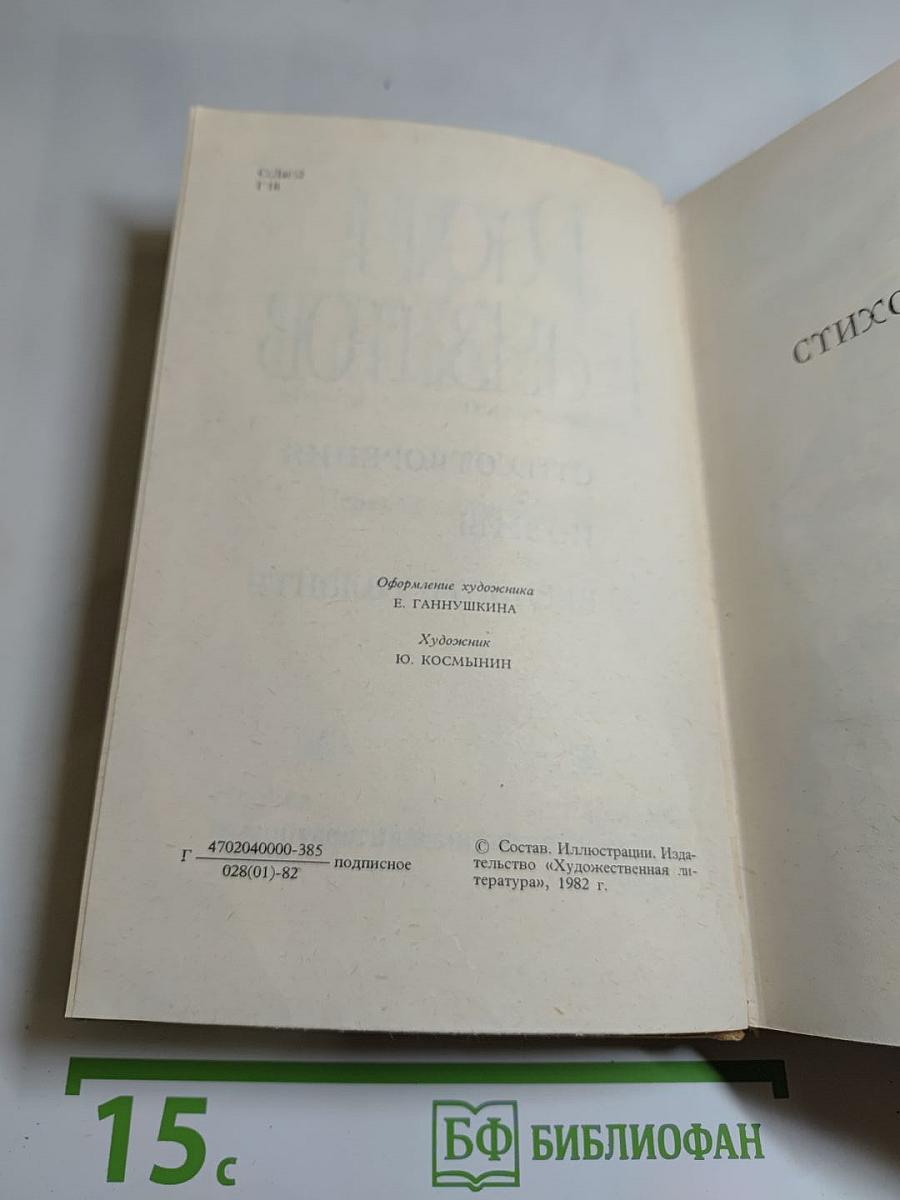 Оформление художника
Е. ГАННУШКИНА
Художник
Ю. КОСМЫНИН
Г 4702040000-385
028(01)-82 подписное
© Состав. Иллюстрации. Изда-
тельство «Художественная ли-
тература», 1982 г.
СТИХО
15 с
БФ БИБЛИОФАН